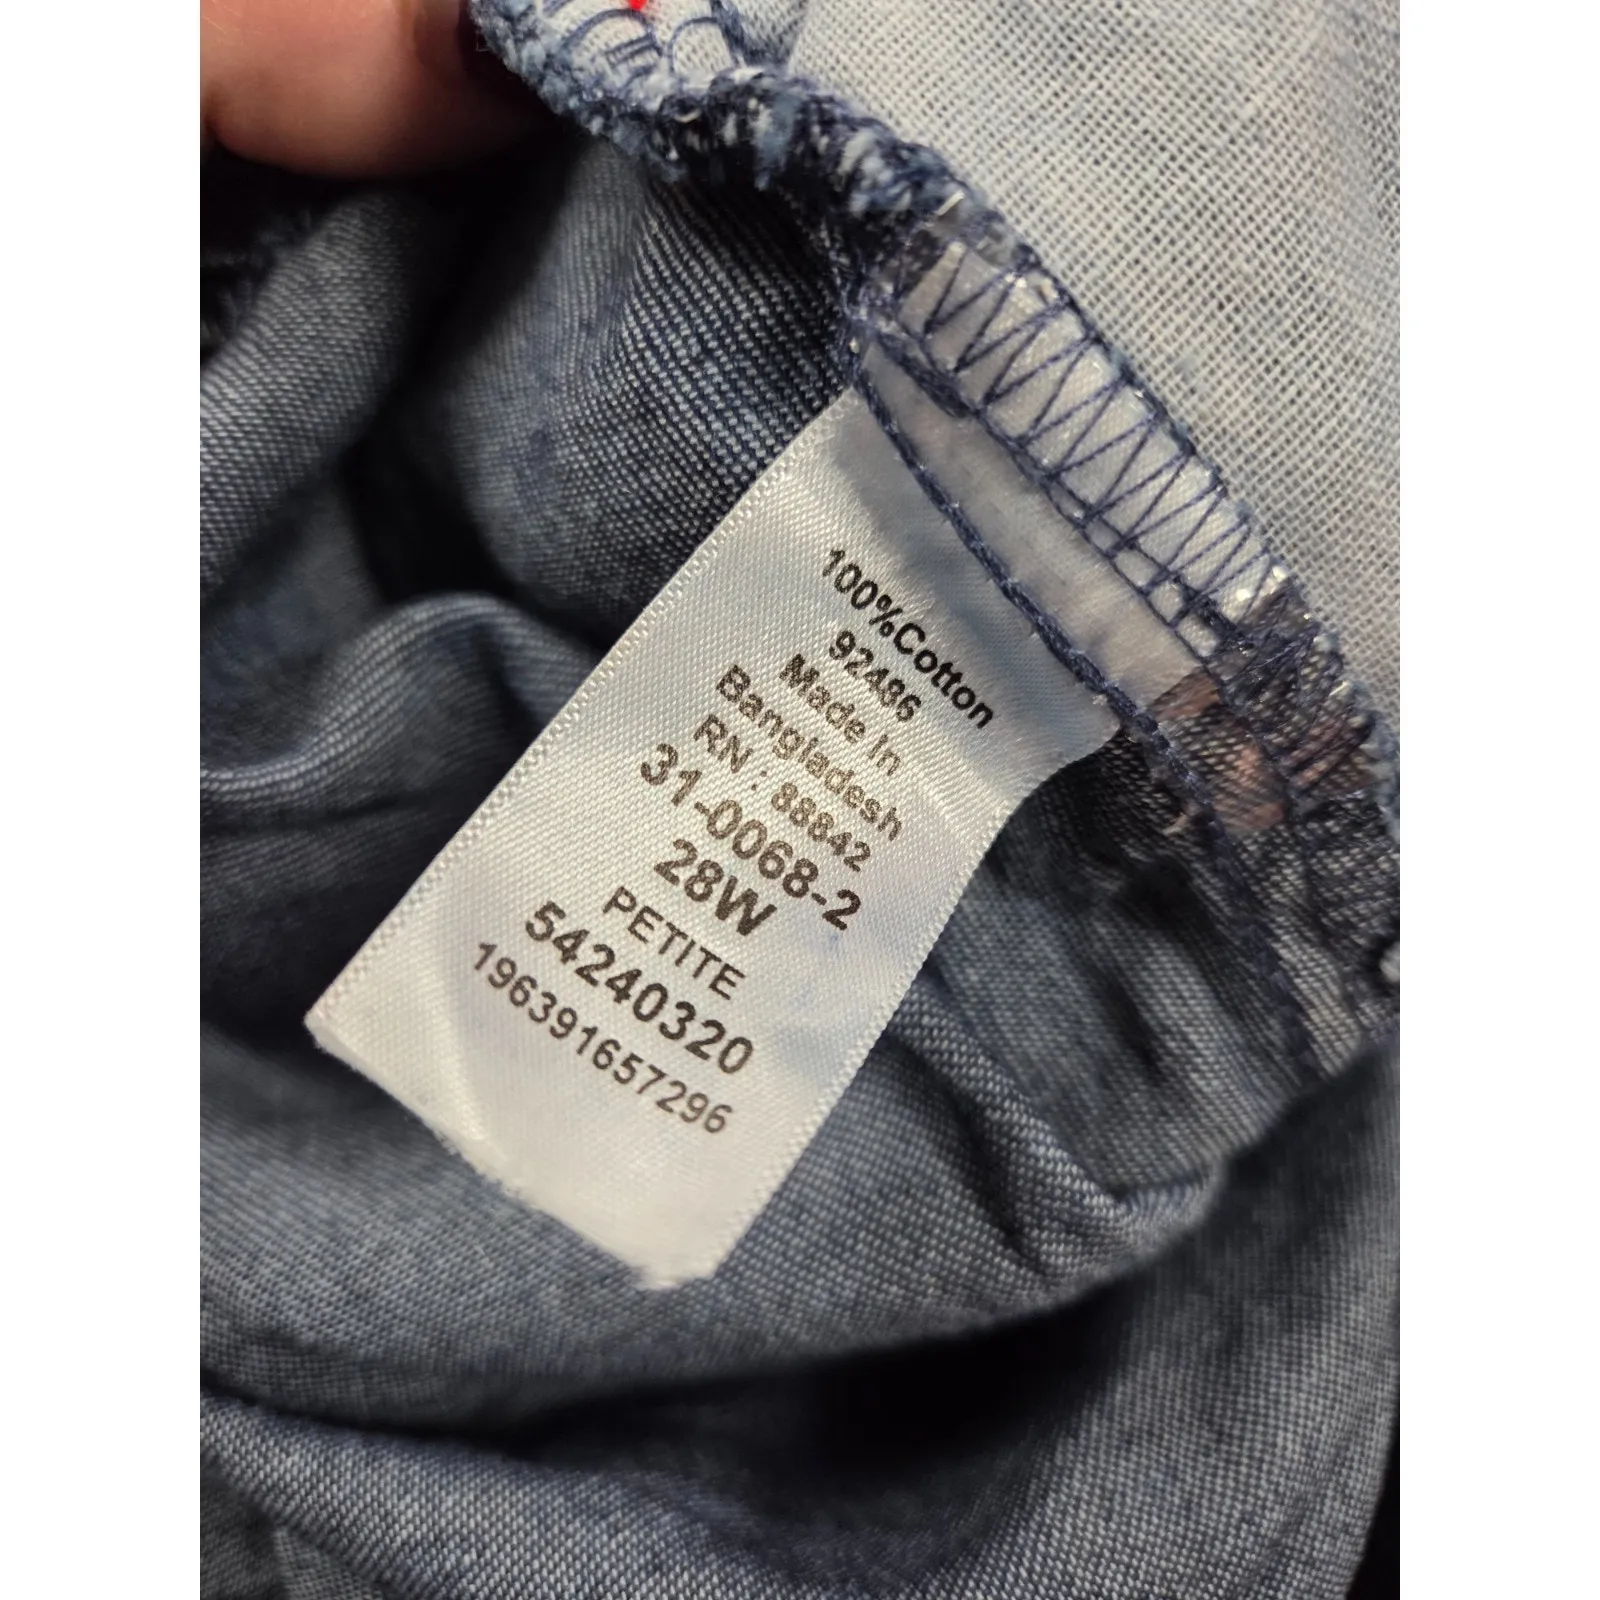 100%Cotton
92486
Made In
Bangladesh
RN : 88842
31-0068-2
28W
PETITE
54240320
196391657296